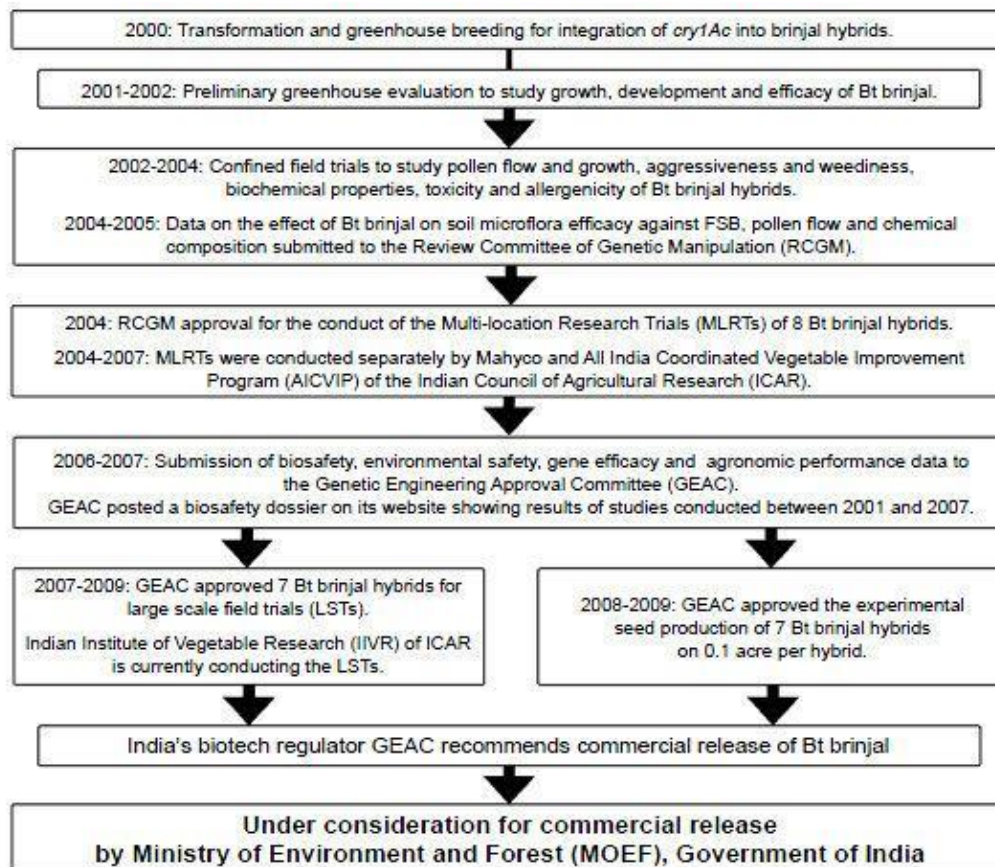 2000: Transformation and greenhouse breeding for integration of cry1Ac into brinjal hybrids.
2001-2002: Preliminary greenhouse evaluation to study growth, development and efficacy of Bt brinjal.
2002-2004: Confined field trials to study pollen flow and growth, aggressiveness and weediness,
biochemical properties, toxicity and allergenicity of Bt brinjal hybrids.
2004-2005: Data on the effect of Bt brinjal on soil microflora efficacy against FSB, pollen flow and chemical
composition submitted to the Review Committee of Genetic Manipulation (RCGM).
2004: RCGM approval for the conduct of the Multi-location Research Trials (MLRTs) of 8 Bt brinjal hybrids.
2004-2007: MLRTs were conducted separately by Mahyco and All India Coordinated Vegetable Improvement
Program (AICVIP) of the Indian Council of Agricultural Research (ICAR).
2006-2007: Submission of biosafety, environmental safety, gene efficacy and agronomic performance data to
the Genetic Engineering Approval Committee (GEAC).
GEAC posted a biosafety dossier on its website showing results of studies conducted between 2001 and 2007.
2007-2009: GEAC approved 7 Bt brinjal hybrids for
large scale field trials (LSTs).
Indian Institute of Vegetable Research (IIVR) of ICAR
is currently conducting the LSTs.
2008-2009: GEAC approved the experimental
seed production of 7 Bt brinjal hybrids
on 0.1 acre per hybrid.
India's biotech regulator GEAC recommends commercial release of Bt brinjal
Under consideration for commercial release
by Ministry of Environment and Forest (MOEF), Government of India